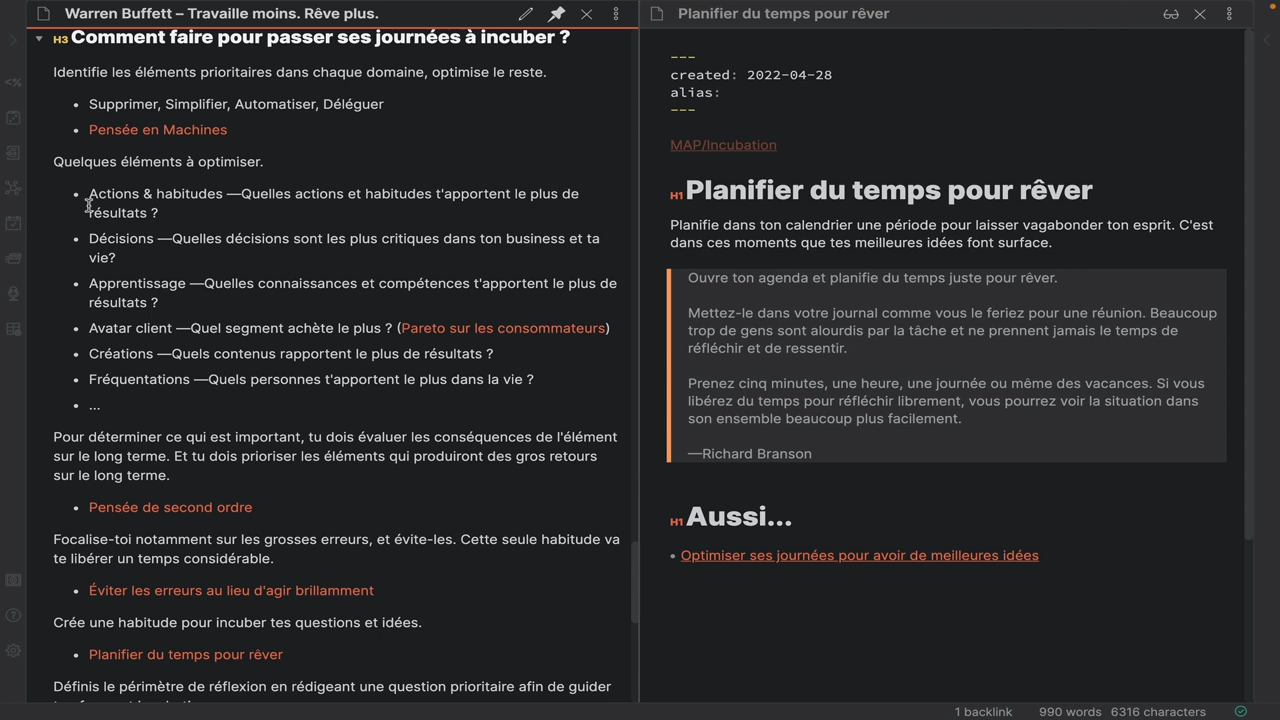 Warren Buffett – Travaille moins. Rêve plus.
H3 Comment faire pour passer ses journées à incuber ?
Identifie les éléments prioritaires dans chaque domaine, optimise le reste.
• Supprimer, Simplifier, Automatiser, Déléguer
• Pensée en Machines
Quelques éléments à optimiser.
• Actions & habitudes —Quelles actions et habitudes t'apportent le plus de
résultats ?
• Décisions —Quelles décisions sont les plus critiques dans ton business et ta
vie?
• Apprentissage —Quelles connaissances et compétences t'apportent le plus de
résultats ?
• Avatar client —Quel segment achète le plus ? (Pareto sur les consommateurs)
• Créations —Quels contenus rapportent le plus de résultats ?
• Fréquentations —Quels personnes t'apportent le plus dans la vie ?
• ...
Pour déterminer ce qui est important, tu dois évaluer les conséquences de l'élément
sur le long terme. Et tu dois prioriser les éléments qui produiront des gros retours
sur le long terme.
• Pensée de second ordre
Focalise-toi notamment sur les grosses erreurs, et évite-les. Cette seule habitude va
te libérer un temps considérable.
• Éviter les erreurs au lieu d'agir brillamment
Crée une habitude pour incuber tes questions et idées.
• Planifier du temps pour rêver
Définis le périmètre de réflexion en rédigeant une question prioritaire afin de guider
Planifier du temps pour rêver
---
created: 2022-04-28
alias:
---
MAP/Incubation
H1 Planifier du temps pour rêver
Planifie dans ton calendrier une période pour laisser vagabonder ton esprit. C'est
dans ces moments que tes meilleures idées font surface.
Ouvre ton agenda et planifie du temps juste pour rêver.
Mettez-le dans votre journal comme vous le feriez pour une réunion. Beaucoup
trop de gens sont alourdis par la tâche et ne prennent jamais le temps de
réfléchir et de ressentir.
Prenez cinq minutes, une heure, une journée ou même des vacances. Si vous
libérez du temps pour réfléchir librement, vous pourrez voir la situation dans
son ensemble beaucoup plus facilement.
—Richard Branson
H1 Aussi...
• Optimiser ses journées pour avoir de meilleures idées
1 backlink 990 words 6316 characters